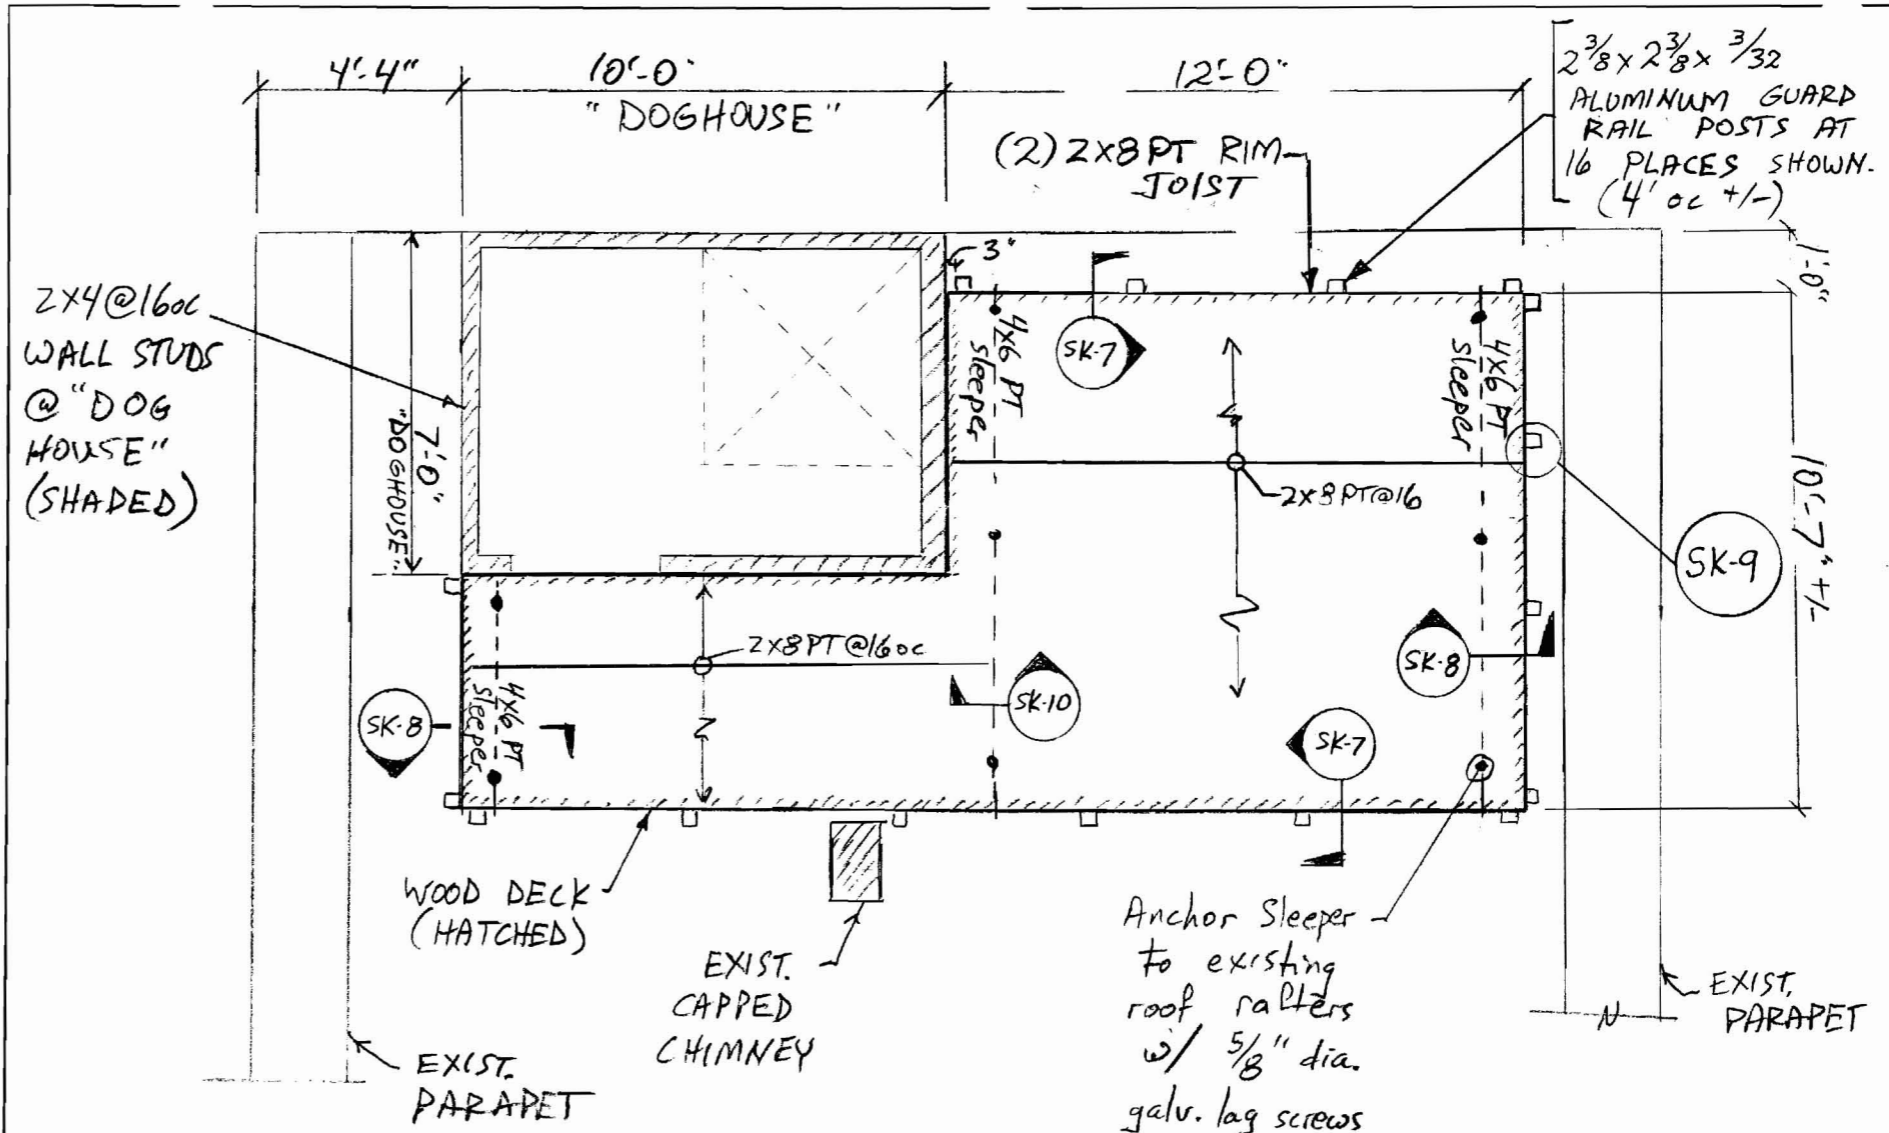 4'-4"
10'-0"
"DOGHOUSE"
12'-0"
(2) 2X8 PT RIM
JOIST
2 3/8 x 2 3/8 x 3/32
ALUMINUM GUARD
RAIL POSTS AT
16 PLACES SHOWN.
(4' oc +/-)
3"
1'-0"
2X4@16oc
WALL STUDS
@ "DOG
HOUSE"
(SHADED)
7'-0"
"DOGHOUSE"
4x6 PT
sleeper
SK-7
4x6 PT
sleeper
2x8 PT@16
10'-7" +/-
SK-9
2x8 PT @16oc
SK-8
4x6 PT
sleeper
SK-10
SK-8
SK-7
WOOD DECK
(HATCHED)
EXIST.
CAPPED
CHIMNEY
Anchor Sleeper
to existing
roof rafters
w/ 5/8" dia.
galv. lag screws
EXIST.
PARAPET
EXIST.
PARAPET